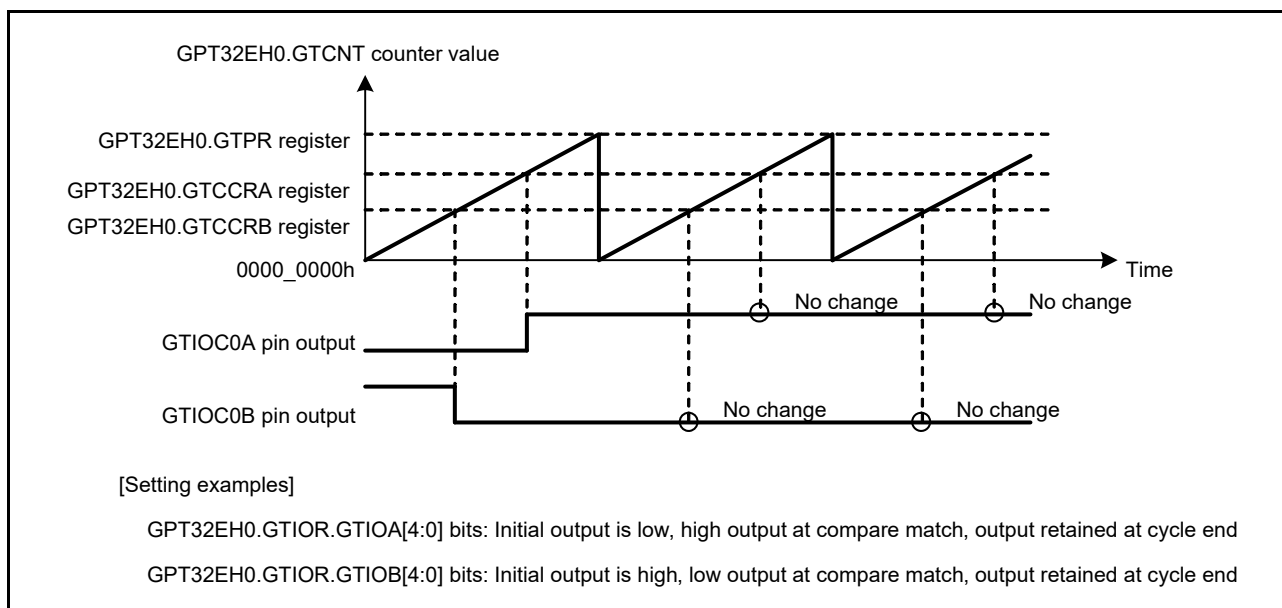 GPT32EH0.GTCNT counter value
GPT32EH0.GTPR register
GPT32EH0.GTCCRA register
GPT32EH0.GTCCRB register
0000_0000h
Time
No change
No change
GTIOC0A pin output
No change
No change
GTIOC0B pin output
[Setting examples]
GPT32EH0.GTIOR.GTIOA[4:0] bits: Initial output is low, high output at compare match, output retained at cycle end
GPT32EH0.GTIOR.GTIOB[4:0] bits: Initial output is high, low output at compare match, output retained at cycle end